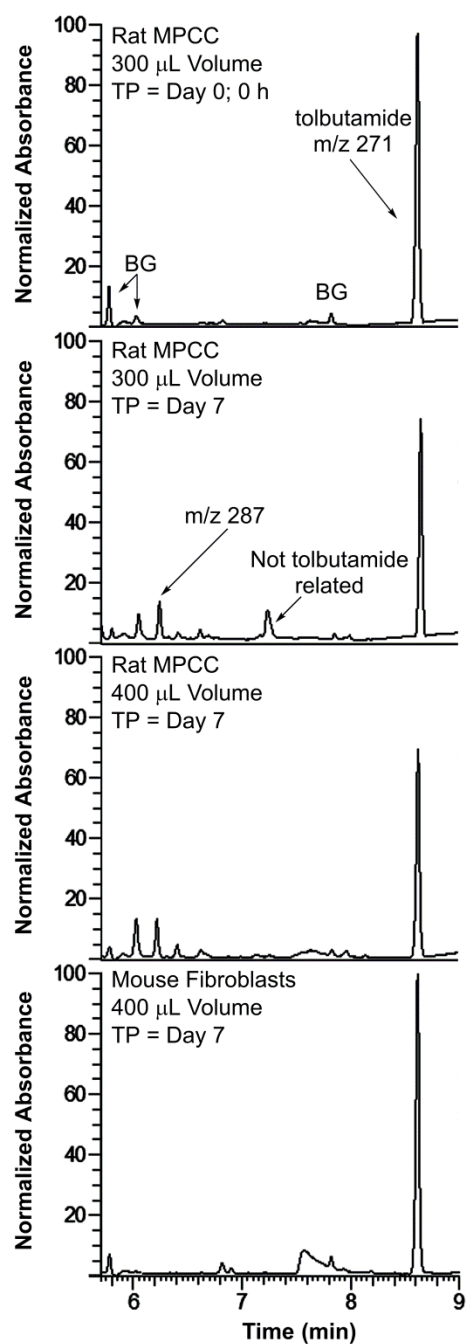 Normalized Absorbance
100
80
60
40
20
Rat MPCC
300 μL Volume
TP = Day 0; 0 h
tolbutamide
m/z 271
BG
BG
Normalized Absorbance
100
80
60
40
20
Rat MPCC
300 μL Volume
TP = Day 7
m/z 287
Not tolbutamide
related
Normalized Absorbance
100
80
60
40
20
Rat MPCC
400 μL Volume
TP = Day 7
Normalized Absorbance
100
80
60
40
20
Mouse Fibroblasts
400 μL Volume
TP = Day 7
6 7 8 9
Time (min)